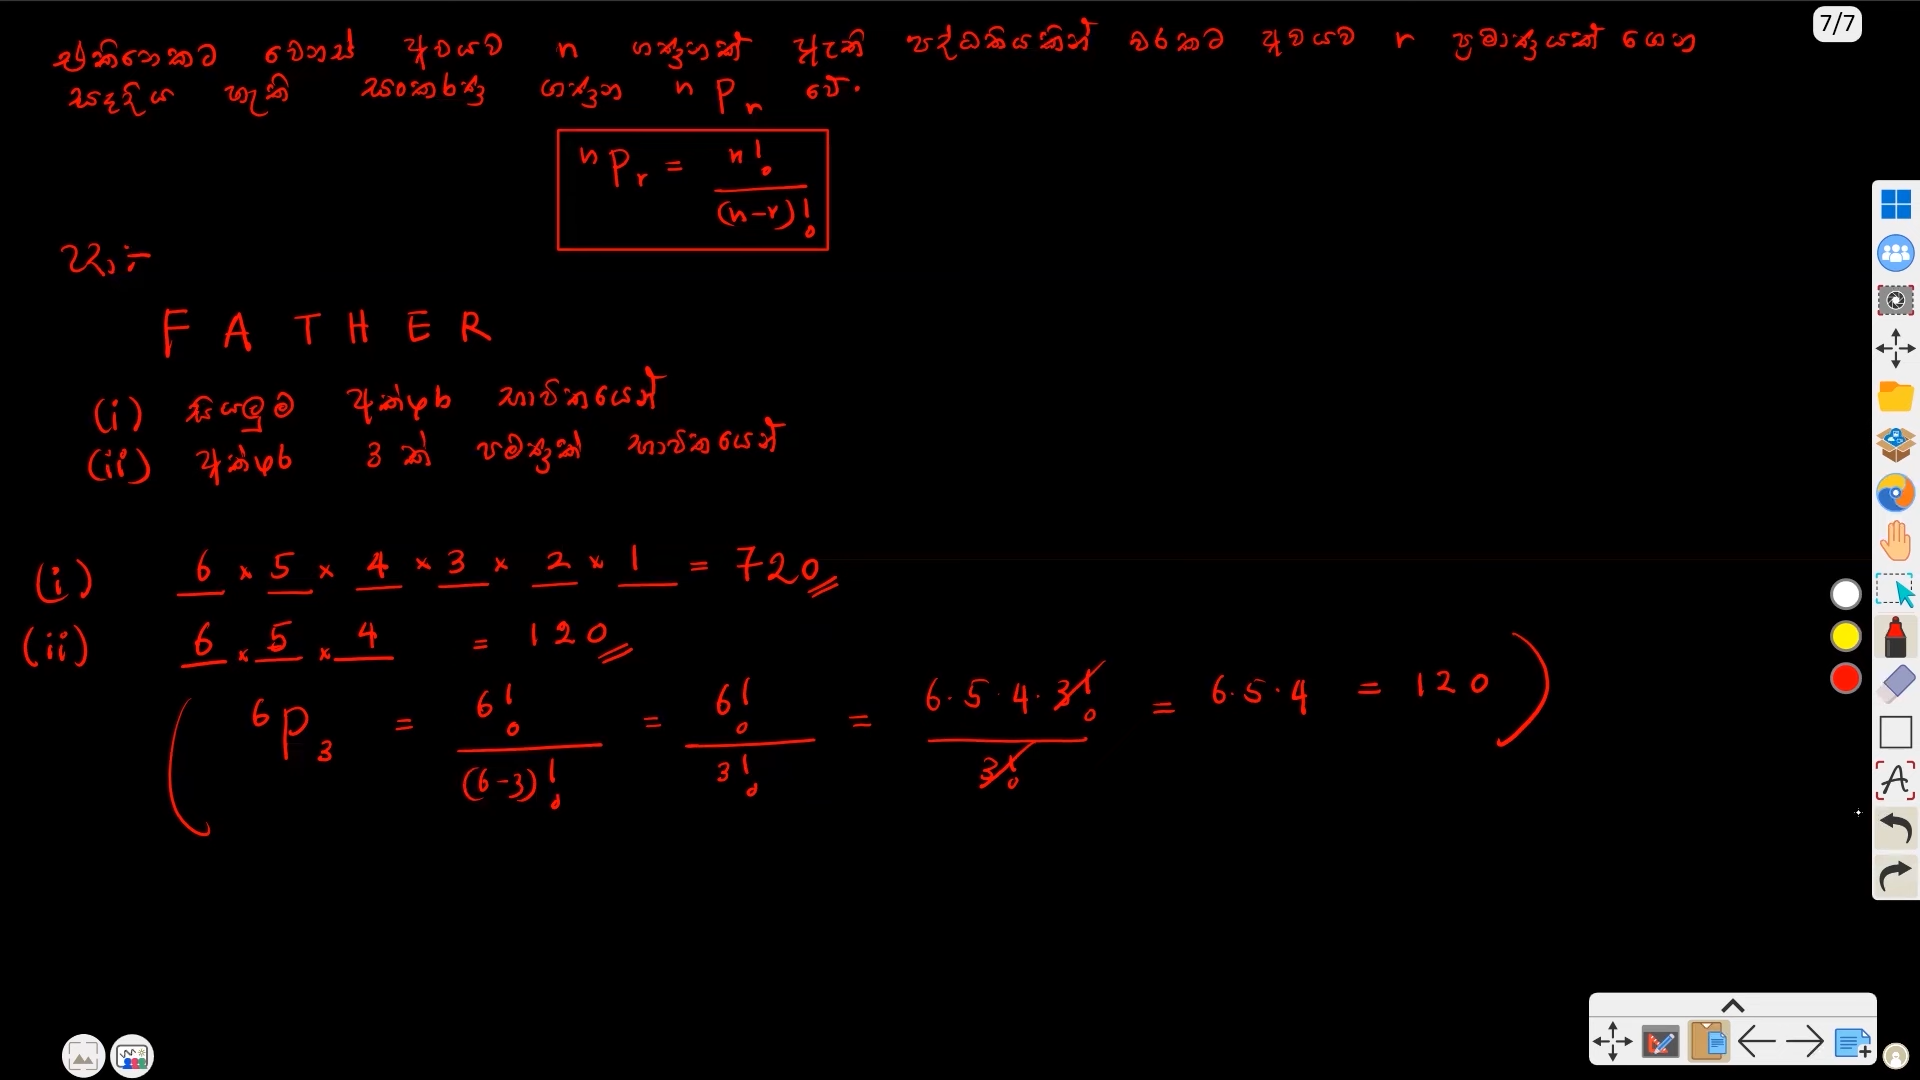 7/7
එකිනෙකට වෙනස් අවයව n ගණනක් ඇති පද්ධතියකින් වරකට අවයව r ප්‍රමාණයක් ගෙන
සෑදිය හැකි සංකරණ ගණන nPr වේ.
nPr = n! / (n-r)!
උදා:-
F A T H E R
(i) සියලුම අක්ෂර භාවිතයෙන්
(ii) අක්ෂර 3 ක් පමණක් භාවිතයෙන්
(i) 6 × 5 × 4 × 3 × 2 × 1 = 720
(ii) 6 × 5 × 4 = 120
( 6P3 = 6! / (6-3)! = 6! / 3! = 6.5.4.3! / 3! = 6.5.4 = 120 )